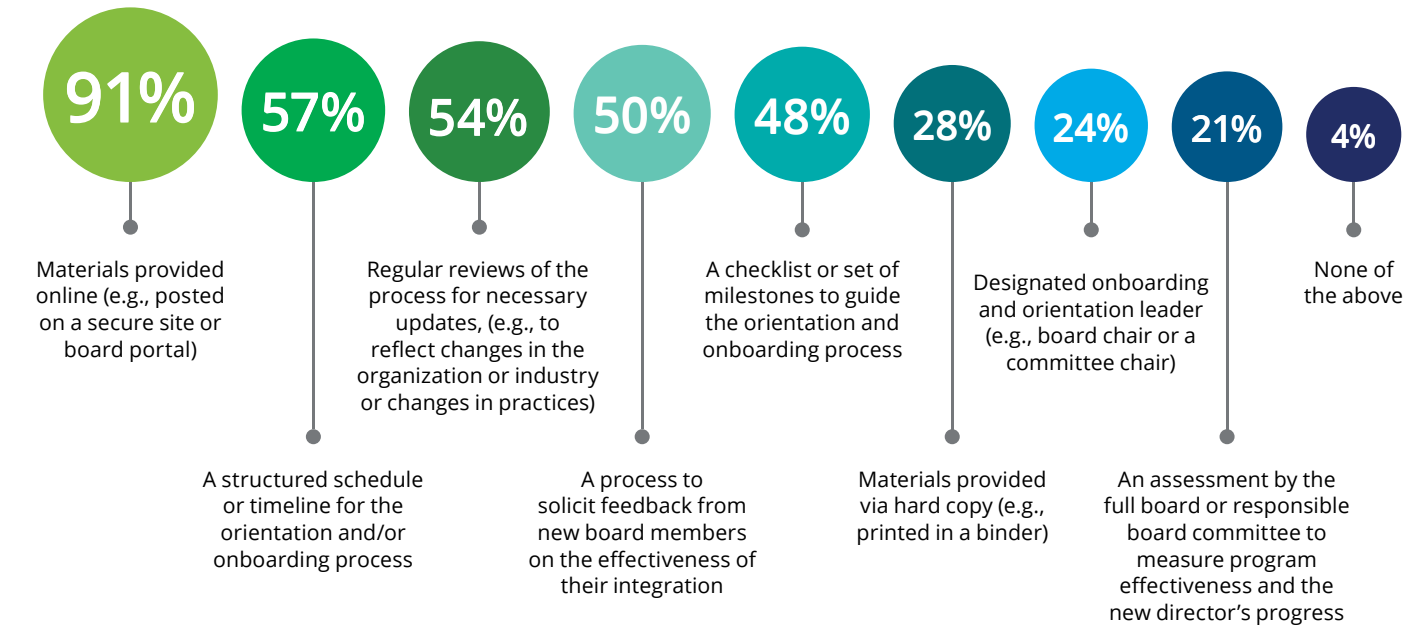 91%
57%
54%
50%
48%
28%
24%
21%
4%
Materials provided
online (e.g., posted
on a secure site or
board portal)
A structured schedule
or timeline for the
orientation and/or
onboarding process
Regular reviews of the
process for necessary
updates, (e.g., to
reflect changes in the
organization or industry
or changes in practices)
A process to
solicit feedback from
new board members
on the effectiveness of
their integration
A checklist or set of
milestones to guide
the orientation and
onboarding process
Materials provided
via hard copy (e.g.,
printed in a binder)
Designated onboarding
and orientation leader
(e.g., board chair or a
committee chair)
An assessment by the
full board or responsible
board committee to
measure program
effectiveness and the
new director’s progress
None of
the above